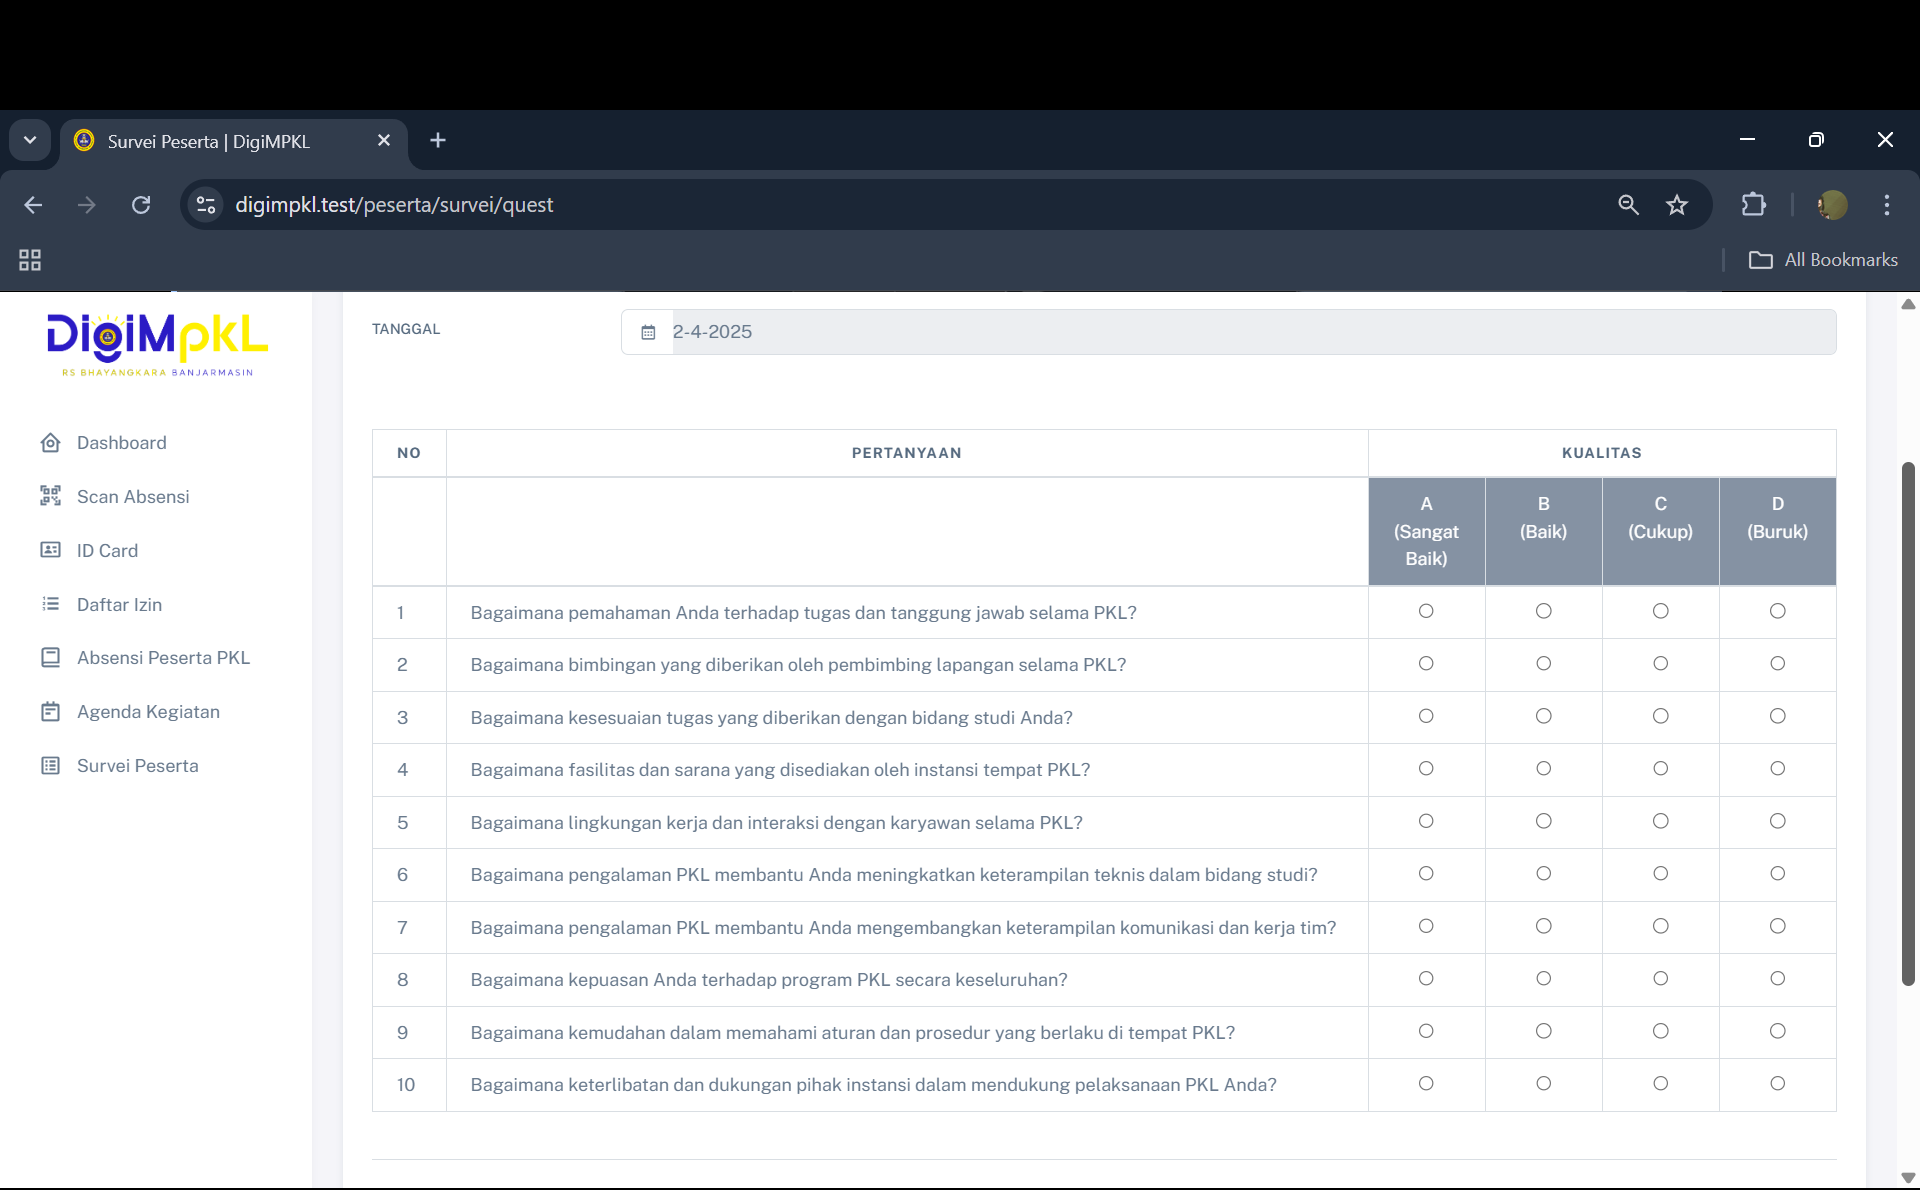 Survei Peserta | DigiMPKL
digimpkl.test/peserta/survei/quest
All Bookmarks
DigiMpkL
RS BHAYANGKARA BANJARMASIN
Dashboard
Scan Absensi
ID Card
Daftar Izin
Absensi Peserta PKL
Agenda Kegiatan
Survei Peserta
TANGGAL
2-4-2025
NO PERTANYAAN KUALITAS
A (Sangat Baik)
B (Baik)
C (Cukup)
D (Buruk)
1 Bagaimana pemahaman Anda terhadap tugas dan tanggung jawab selama PKL?
2 Bagaimana bimbingan yang diberikan oleh pembimbing lapangan selama PKL?
3 Bagaimana kesesuaian tugas yang diberikan dengan bidang studi Anda?
4 Bagaimana fasilitas dan sarana yang disediakan oleh instansi tempat PKL?
5 Bagaimana lingkungan kerja dan interaksi dengan karyawan selama PKL?
6 Bagaimana pengalaman PKL membantu Anda meningkatkan keterampilan teknis dalam bidang studi?
7 Bagaimana pengalaman PKL membantu Anda mengembangkan keterampilan komunikasi dan kerja tim?
8 Bagaimana kepuasan Anda terhadap program PKL secara keseluruhan?
9 Bagaimana kemudahan dalam memahami aturan dan prosedur yang berlaku di tempat PKL?
10 Bagaimana keterlibatan dan dukungan pihak instansi dalam mendukung pelaksanaan PKL Anda?